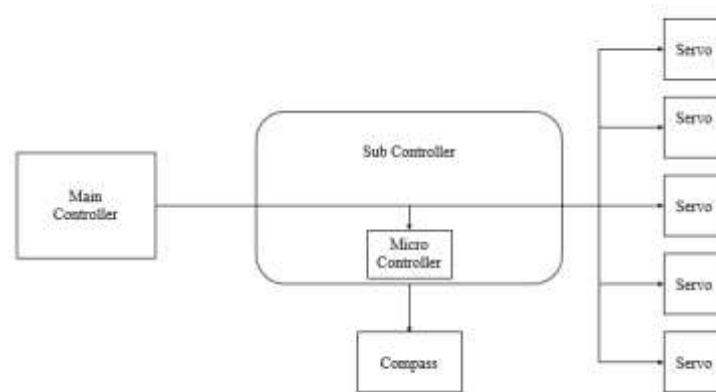 Servo
Servo
Sub Controller
Main
Controller
Servo
Micro
Controller
Servo
Compass
Servo